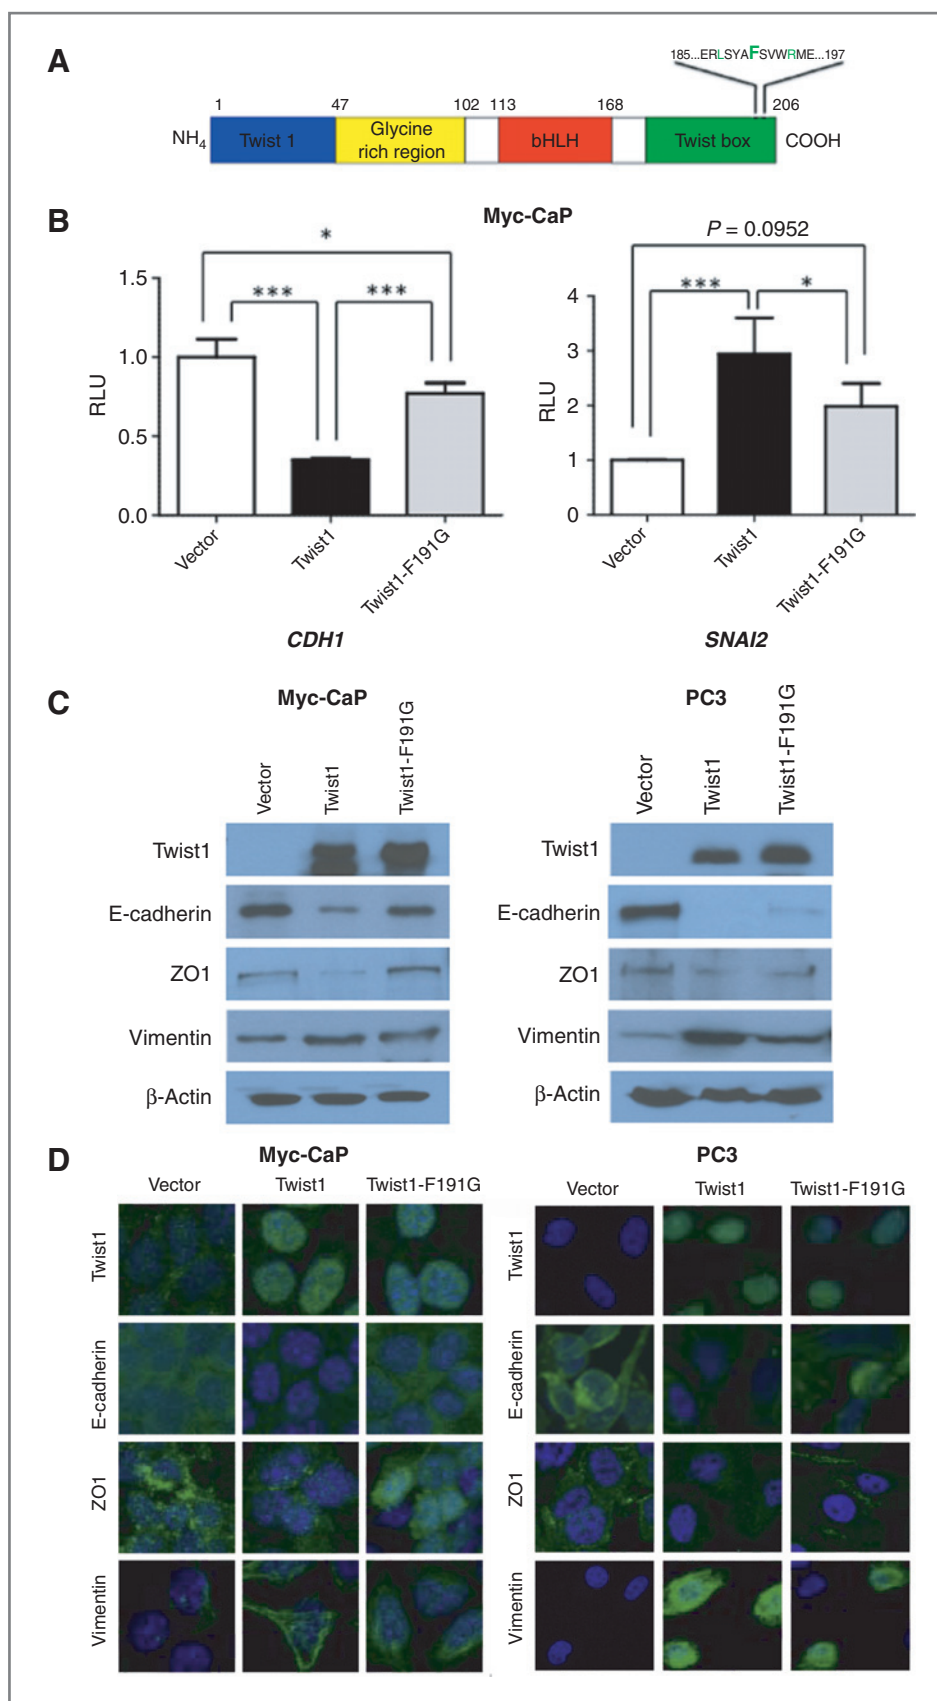 A
185...ERLSYAFSVWRME...197
1 47 102 113 168 206
NH4 Twist 1 Glycine rich region bHLH Twist box COOH
B
Myc-CaP
*
*** ***
1.5
1.0
0.5
0.0
RLU
Vector
Twist1
Twist1-F191G
CDH1
P = 0.0952
*** *
4
3
2
1
0
RLU
Vector
Twist1
Twist1-F191G
SNAI2
C
Myc-CaP
Vector
Twist1
Twist1-F191G
Twist1
E-cadherin
ZO1
Vimentin
β-Actin
PC3
Vector
Twist1
Twist1-F191G
Twist1
E-cadherin
ZO1
Vimentin
β-Actin
D
Myc-CaP
Vector Twist1 Twist1-F191G
Twist1
E-cadherin
ZO1
Vimentin
PC3
Vector Twist1 Twist1-F191G
Twist1
E-cadherin
ZO1
Vimentin